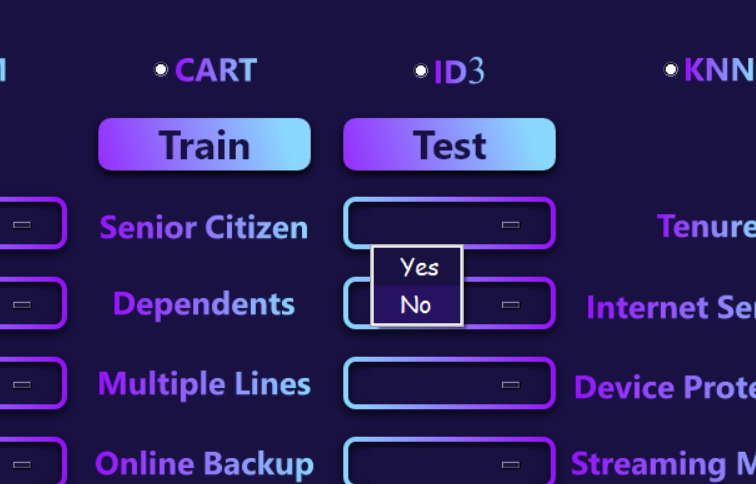 CART ID3 KNN
Train Test
Senior Citizen Tenure
Yes
No
Dependents Internet Ser
Multiple Lines Device Prote
Online Backup Streaming M